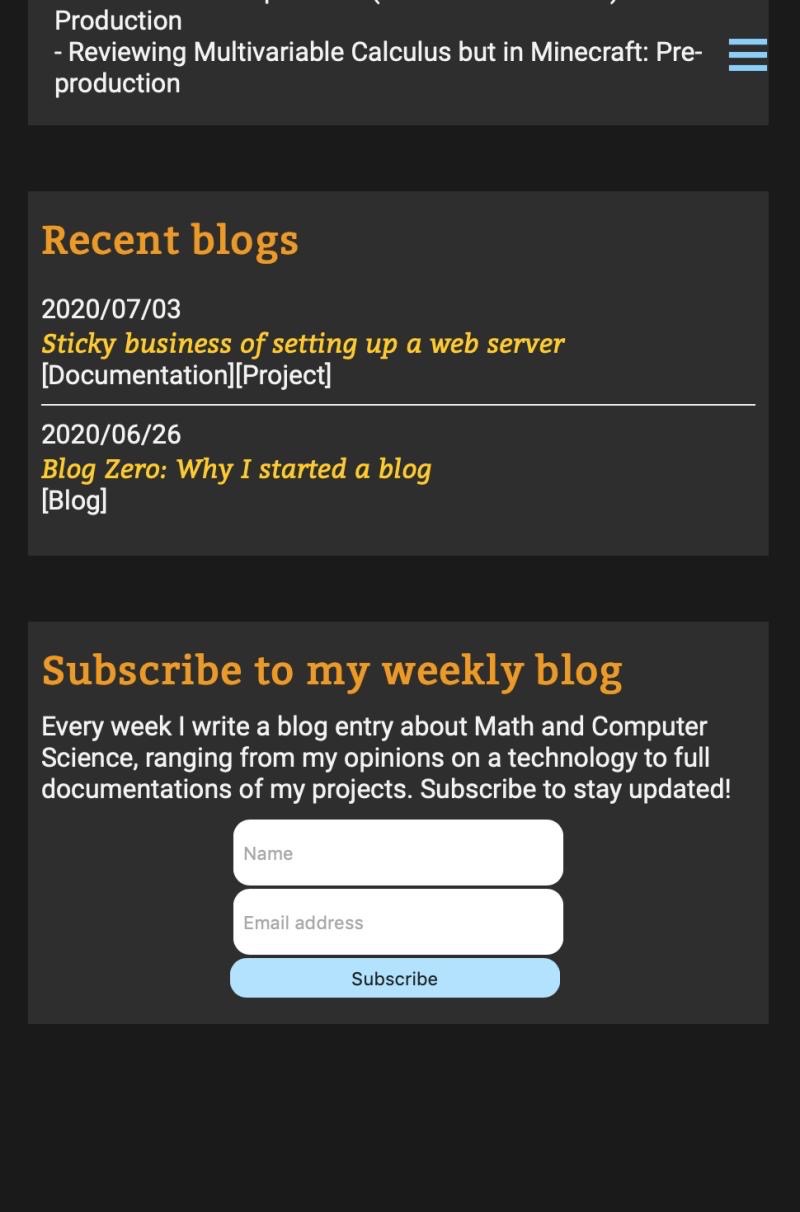 Production
- Reviewing Multivariable Calculus but in Minecraft: Pre-
production
Recent blogs
2020/07/03
Sticky business of setting up a web server
[Documentation][Project]
2020/06/26
Blog Zero: Why I started a blog
[Blog]
Subscribe to my weekly blog
Every week I write a blog entry about Math and Computer
Science, ranging from my opinions on a technology to full
documentations of my projects. Subscribe to stay updated!
Name
Email address
Subscribe